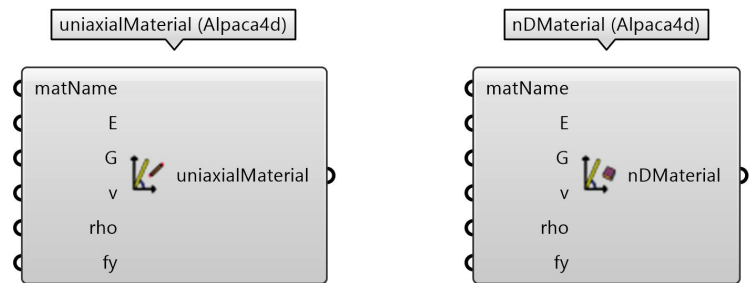 uniaxialMaterial (Alpaca4d)
matName
E
G
v
rho
fy
uniaxialMaterial
nDMaterial (Alpaca4d)
matName
E
G
v
rho
fy
nDMaterial